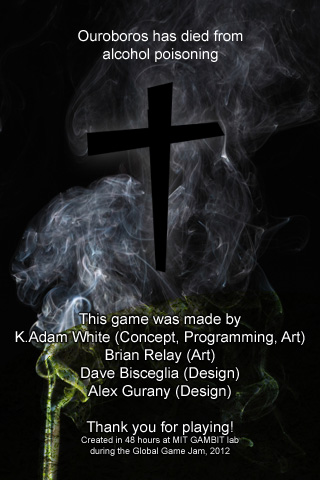 Ouroboros has died from
alcohol poisoning
This game was made by
K.Adam White (Concept, Programming, Art)
Brian Relay (Art)
Dave Bisceglia (Design)
Alex Gurany (Design)
Thank you for playing!
Created in 48 hours at MIT GAMBIT lab
during the Global Game Jam, 2012